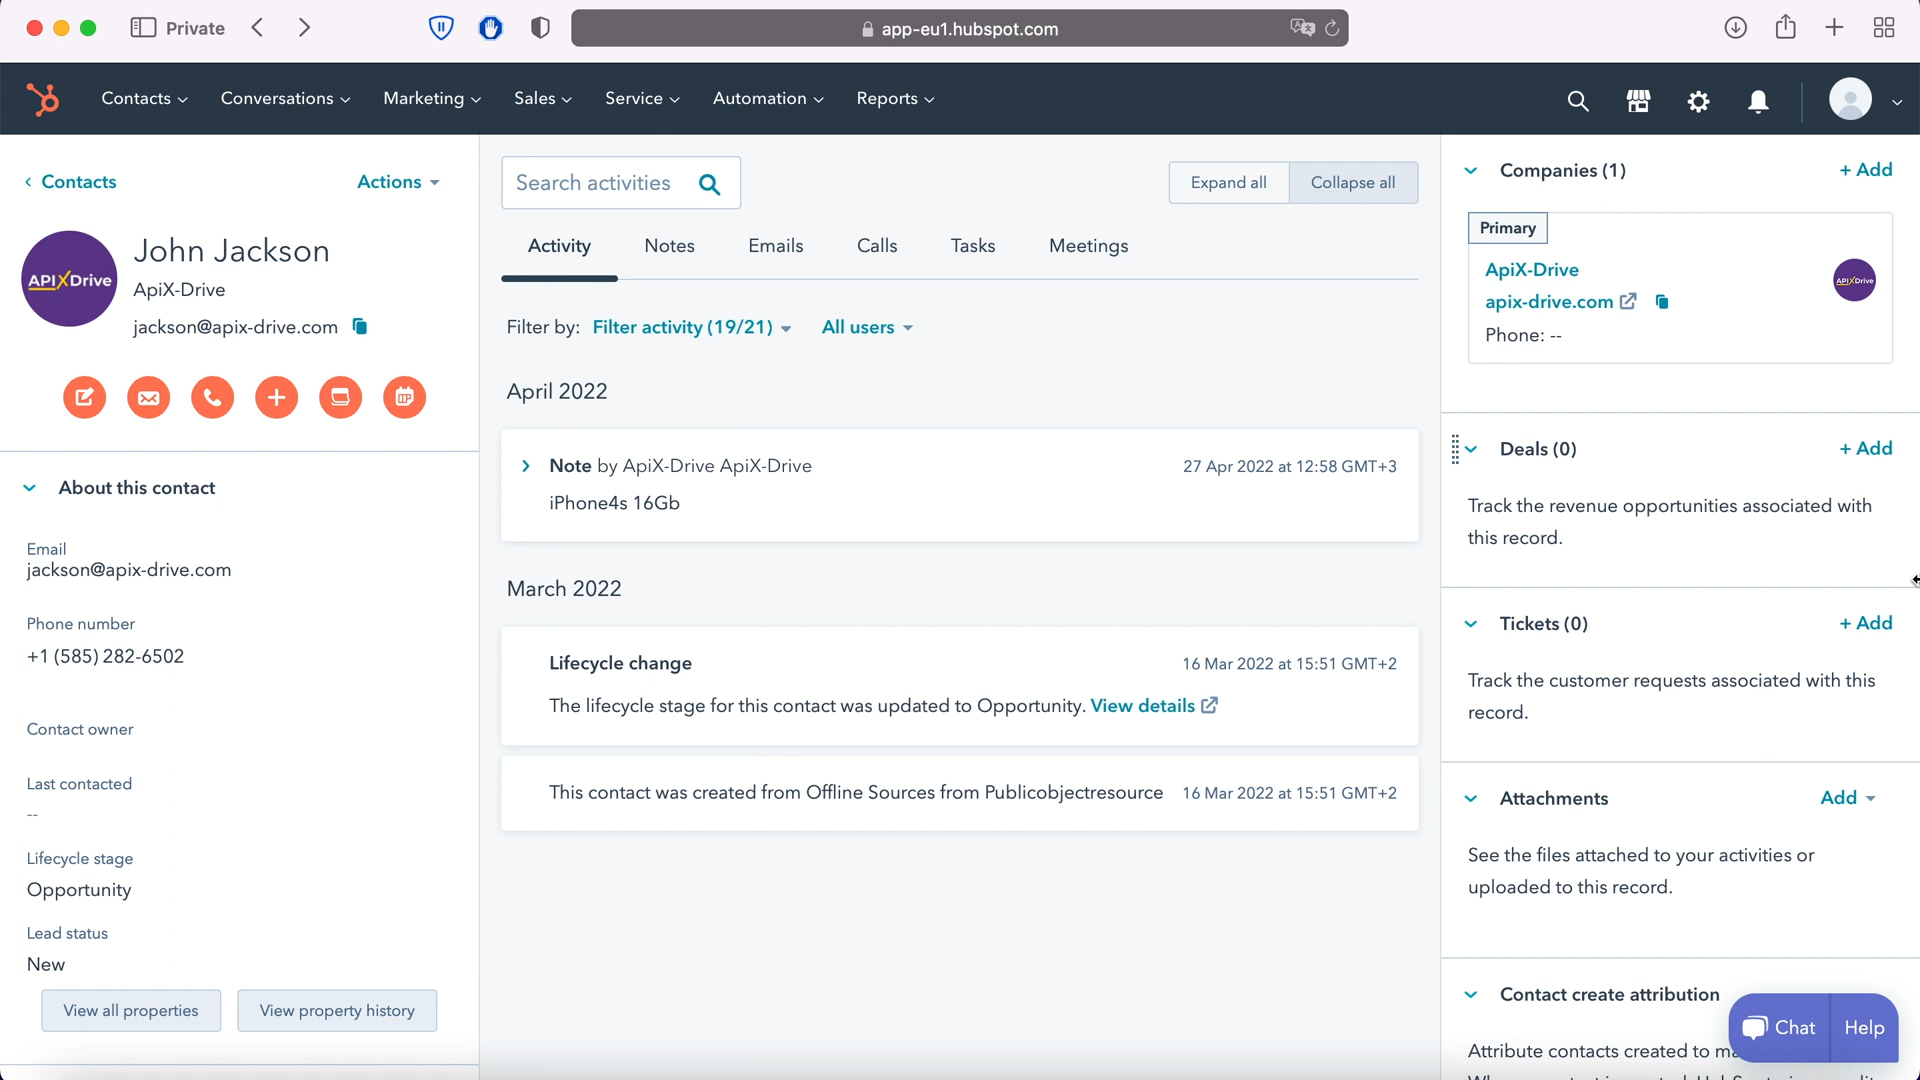 Private
app-eu1.hubspot.com
Contacts Conversations Marketing Sales Service Automation Reports
Contacts
Actions
APIXDrive
John Jackson
ApiX-Drive
jackson@apix-drive.com
About this contact
Email
jackson@apix-drive.com
Phone number
+1 (585) 282-6502
Contact owner
Last contacted
--
Lifecycle stage
Opportunity
Lead status
New
View all properties
View property history
Search activities
Expand all
Collapse all
Activity Notes Emails Calls Tasks Meetings
Filter by: Filter activity (19/21) All users
April 2022
Note by ApiX-Drive ApiX-Drive
27 Apr 2022 at 12:58 GMT+3
iPhone4s 16Gb
March 2022
Lifecycle change
16 Mar 2022 at 15:51 GMT+2
The lifecycle stage for this contact was updated to Opportunity. View details
This contact was created from Offline Sources from Publicobjectresource
16 Mar 2022 at 15:51 GMT+2
Companies (1)
+ Add
Primary
ApiX-Drive
apix-drive.com
APIXDrive
Phone: --
Deals (0)
+ Add
Track the revenue opportunities associated with
this record.
Tickets (0)
+ Add
Track the customer requests associated with this
record.
Attachments
Add
See the files attached to your activities or
uploaded to this record.
Contact create attribution
Attribute contacts created to
Chat
Help